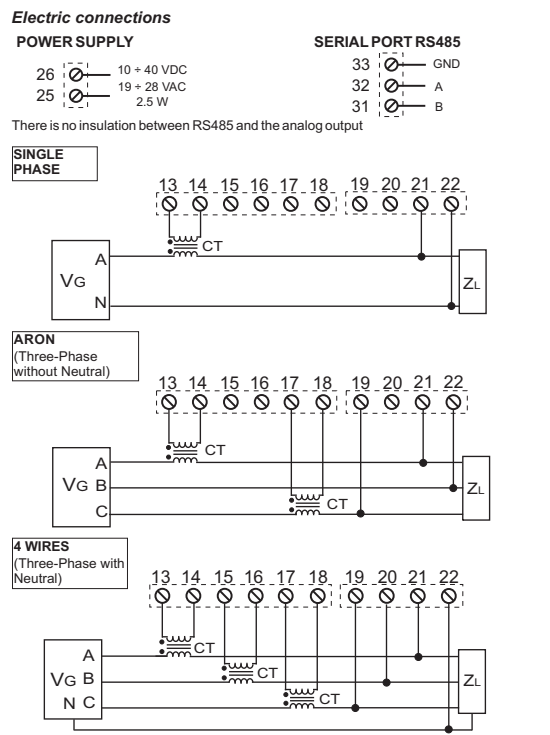 Electric connections
POWER SUPPLY
26
25
10 ÷ 40 VDC
19 ÷ 28 VAC
2.5 W
SERIAL PORT RS485
33 GND
32 A
31 B
There is no insulation between RS485 and the analog output
SINGLE
PHASE
13 14 15 16 17 18 19 20 21 22
CT
A
VG
N
ZL
ARON
(Three-Phase
without Neutral)
13 14 15 16 17 18 19 20 21 22
CT
A
VG B
C
CT
ZL
4 WIRES
(Three-Phase with
Neutral)
13 14 15 16 17 18 19 20 21 22
CT
A
CT
VG B
CT
N C
ZL